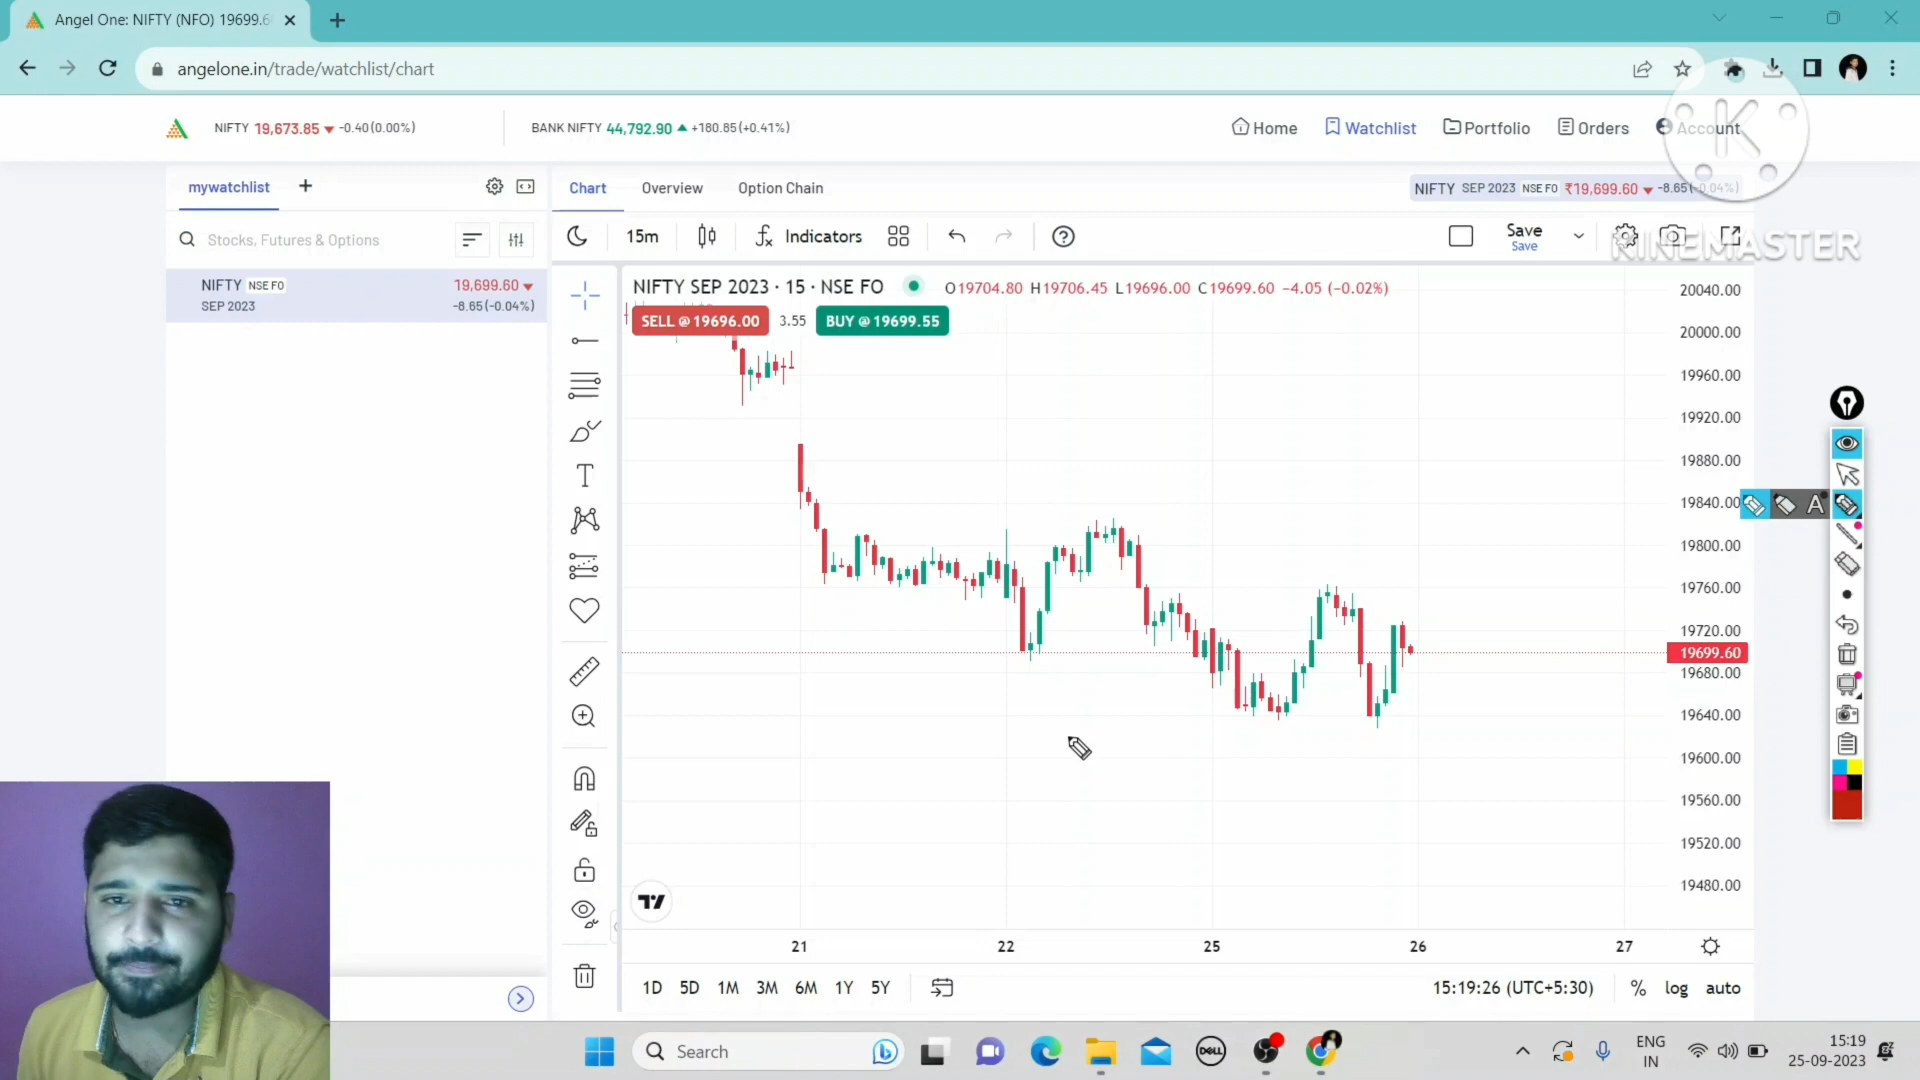 Angel One: NIFTY (NFO) 19699.6
angelone.in/trade/watchlist/chart
NIFTY 19,673.85 -0.40 (0.00%)
BANK NIFTY 44,792.90 +180.85 (+0.41%)
Home
Watchlist
Portfolio
Orders
Account
K
KINEMASTER
mywatchlist
Chart
Overview
Option Chain
NIFTY SEP 2023 NSE FO ₹19,699.60 -8.65 (-0.04%)
Stocks, Futures & Options
15m
Indicators
Save
Save
NIFTY NSE FO 19,699.60
SEP 2023 -8.65 (-0.04%)
NIFTY SEP 2023 · 15 · NSE FO O19704.80 H19706.45 L19696.00 C19699.60 −4.05 (−0.02%)
SELL @ 19696.00 3.55 BUY @ 19699.55
20040.00
20000.00
19960.00
19920.00
19880.00
19840.00
19800.00
19760.00
19720.00
19699.60
19680.00
19640.00
19600.00
19560.00
19520.00
19480.00
T
A
21 22 25 26 27
1D 5D 1M 3M 6M 1Y 5Y
15:19:26 (UTC+5:30) % log auto
Search
DELL
ENG
IN
15:19
25-09-2023